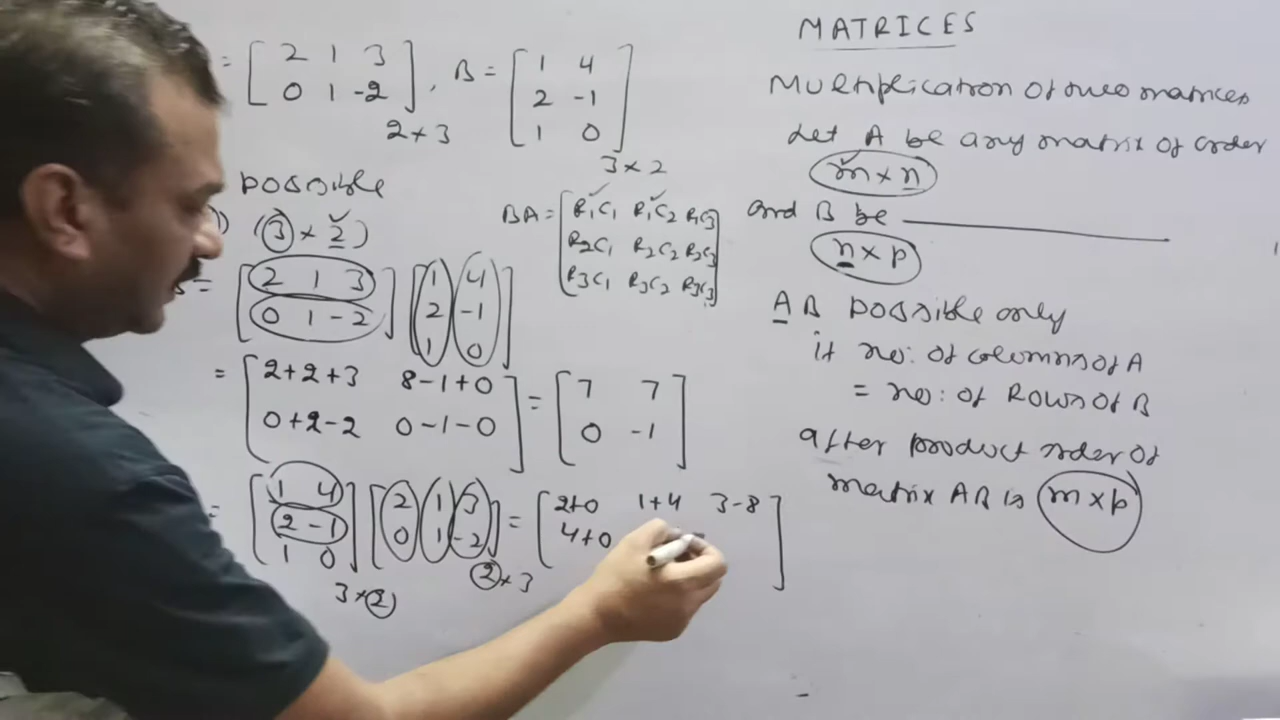 = [ 2 1 3 ], B = [ 1 4 ]
[ 0 1 -2 ] [ 2 -1 ]
2×3 [ 1 0 ]
3×2
possible
) (3 × 2)
BA = [ R1C1 R1C2 R1C3 ]
[ R2C1 R2C2 R2C3 ]
[ R3C1 R3C2 R3C3 ]
= [ 2 1 3 ] [ 1 4 ]
[ 0 1 -2 ] [ 2 -1 ]
[ 1 0 ]
= [ 2+2+3 8-1+0 ] = [ 7 7 ]
[ 0+2-2 0-1-0 ] [ 0 -1 ]
= [ 1 4 ] [ 2 1 3 ] = [ 2+0 1+4 3-8 ]
[ 2 -1 ] [ 0 1 -2 ] [ 4+0 ]
[ 1 0 ] 2×3
3×2
MATRICES
Multiplication of two matrices
Let A be any matrix of order
m × n
and B be
n × p
AB possible only
if no: of columns of A
= no: of Rows of B
after product order of
matrix AB is m×p